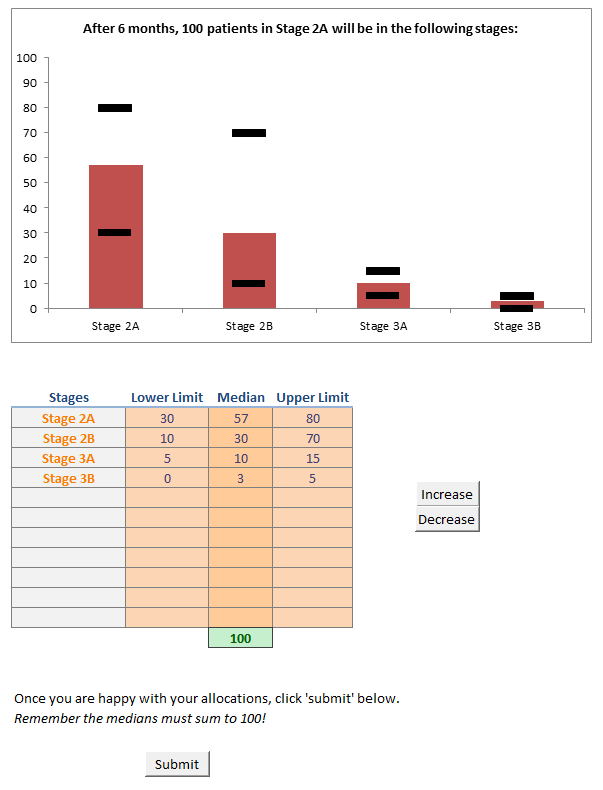 After 6 months, 100 patients in Stage 2A will be in the following stages:
100
90
80
70
60
50
40
30
20
10
0
Stage 2A Stage 2B Stage 3A Stage 3B
Stages Lower Limit Median Upper Limit
Stage 2A 30 57 80
Stage 2B 10 30 70
Stage 3A 5 10 15
Stage 3B 0 3 5
Increase
Decrease
100
Once you are happy with your allocations, click 'submit' below.
Remember the medians must sum to 100!
Submit